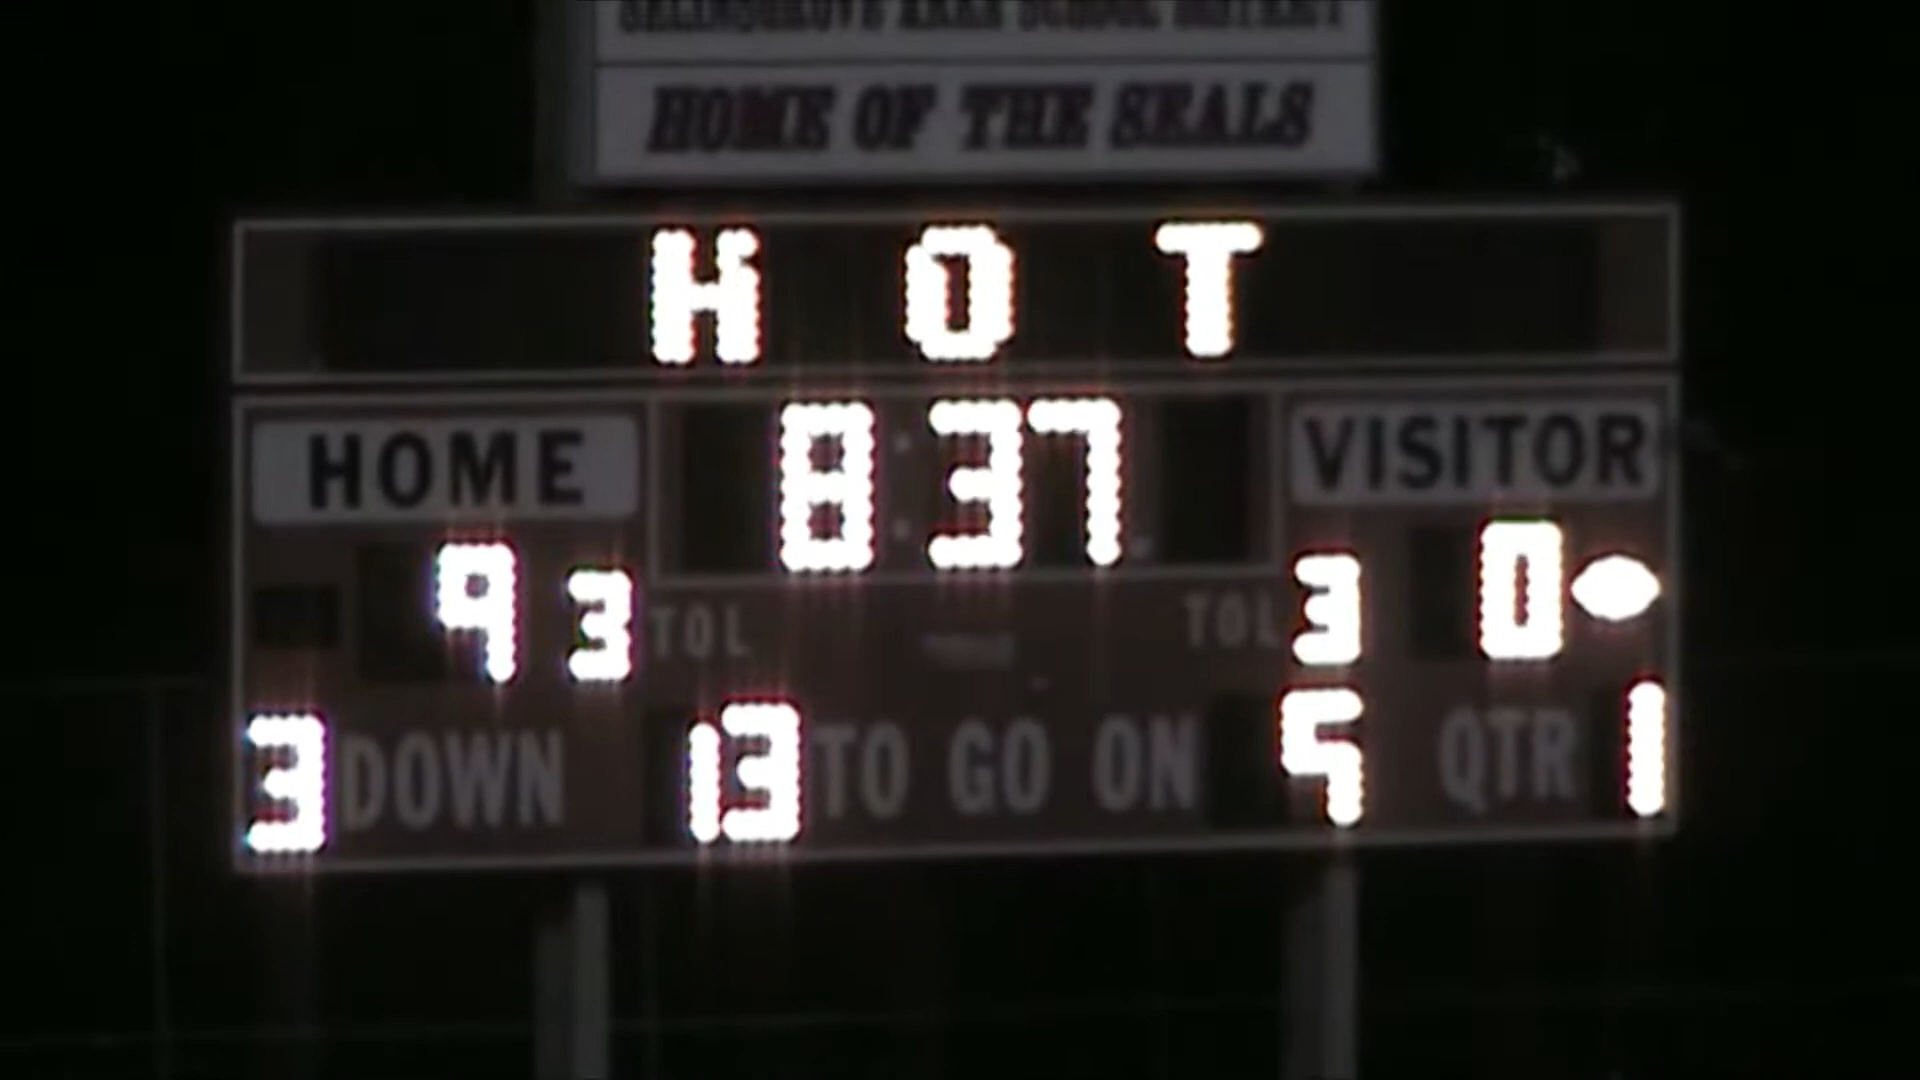 HOME OF THE SEALS
H O T
HOME 8:37 VISITOR
9 3 TOL TOL 3 0
3 DOWN 13 TO GO ON 5 QTR 1